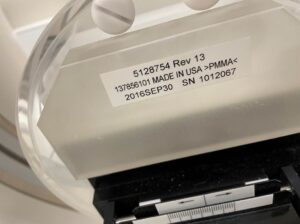 5128754 Rev 13
137856101 MADE IN USA >PMMA<
2016SEP30 SN 1012067